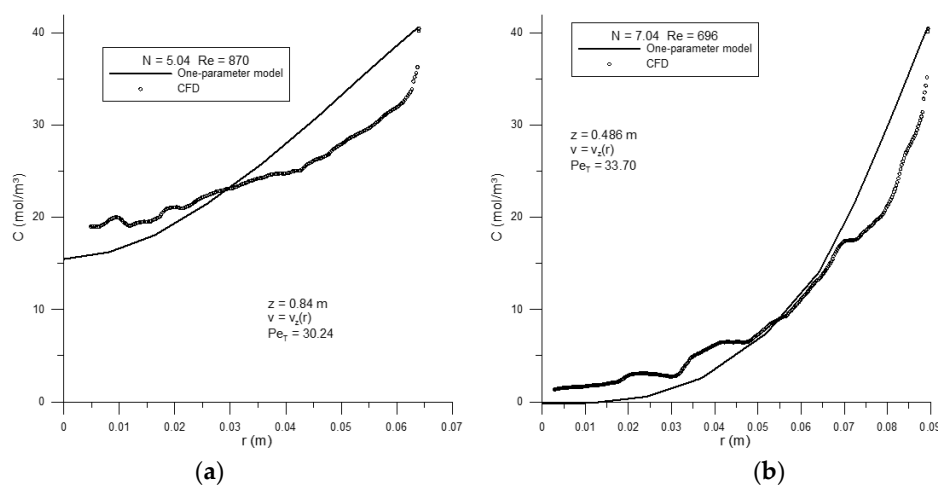 40
30
20
10
0
C (mol/m³)
N = 5.04 Re = 870
One-parameter model
CFD
z = 0.84 m
v = v_z(r)
Pe_T = 30.24
0 0.01 0.02 0.03 0.04 0.05 0.06 0.07
r (m)
(a)
40
30
20
10
0
C (mol/m³)
N = 7.04 Re = 696
One-parameter model
CFD
z = 0.486 m
v = v_z(r)
Pe_T = 33.70
0 0.01 0.02 0.03 0.04 0.05 0.06 0.07 0.08 0.09
r (m)
(b)